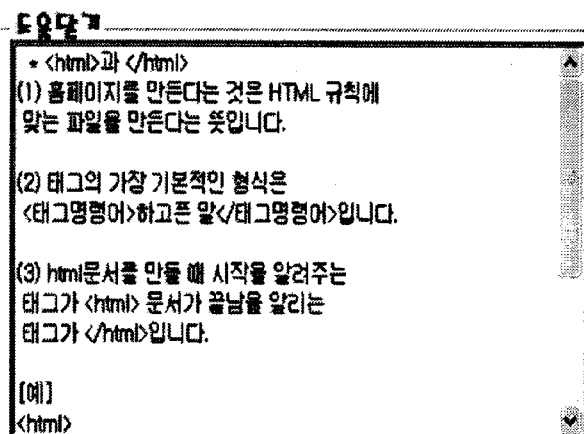 도움닫기
* <html>과 </html>
(1) 홈페이지를 만든다는 것은 HTML 규칙에
맞는 파일을 만든다는 뜻입니다.
(2) 태그의 가장 기본적인 형식은
<태그명령어>하고픈 말</태그명령어>입니다.
(3) html문서를 만들 때 시작을 알려주는
태그가 <html> 문서가 끝남을 알리는
태그가 </html>입니다.
[예]
<html>